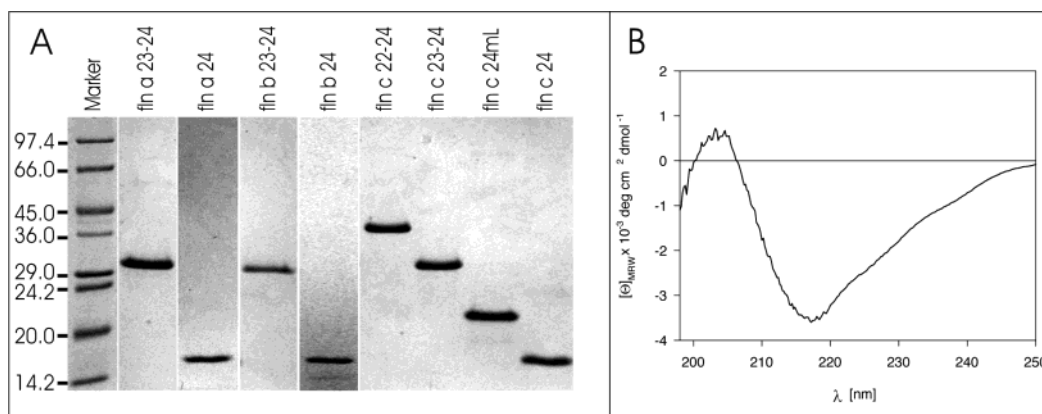 A
Marker
fln a 23-24
fln a 24
fln b 23-24
fln b 24
fln c 22-24
fln c 23-24
fln c 24mL
fln c 24
97.4
66.0
45.0
36.0
29.0
24.2
20.0
14.2
B
[Θ]MRW x 10⁻³ deg cm² dmol⁻¹
2
1
0
-1
-2
-3
-4
200 210 220 230 240 250
λ [nm]